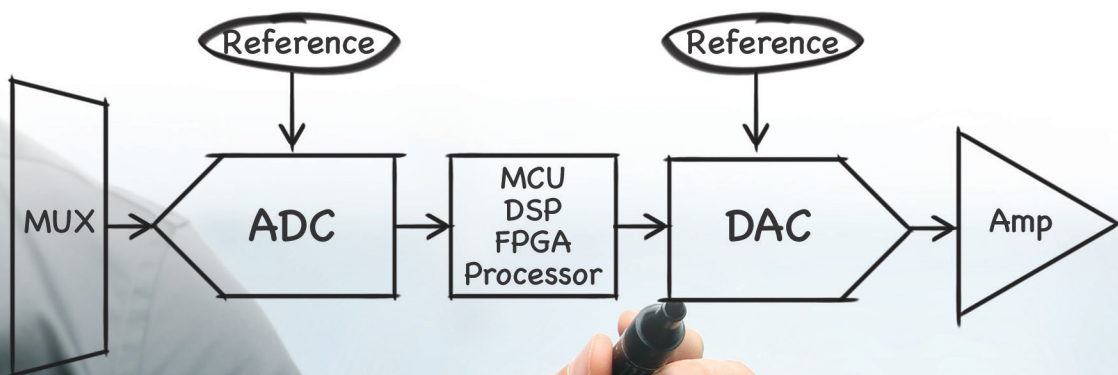 Reference
Reference
MUX
ADC
MCU
DSP
FPGA
Processor
DAC
Amp